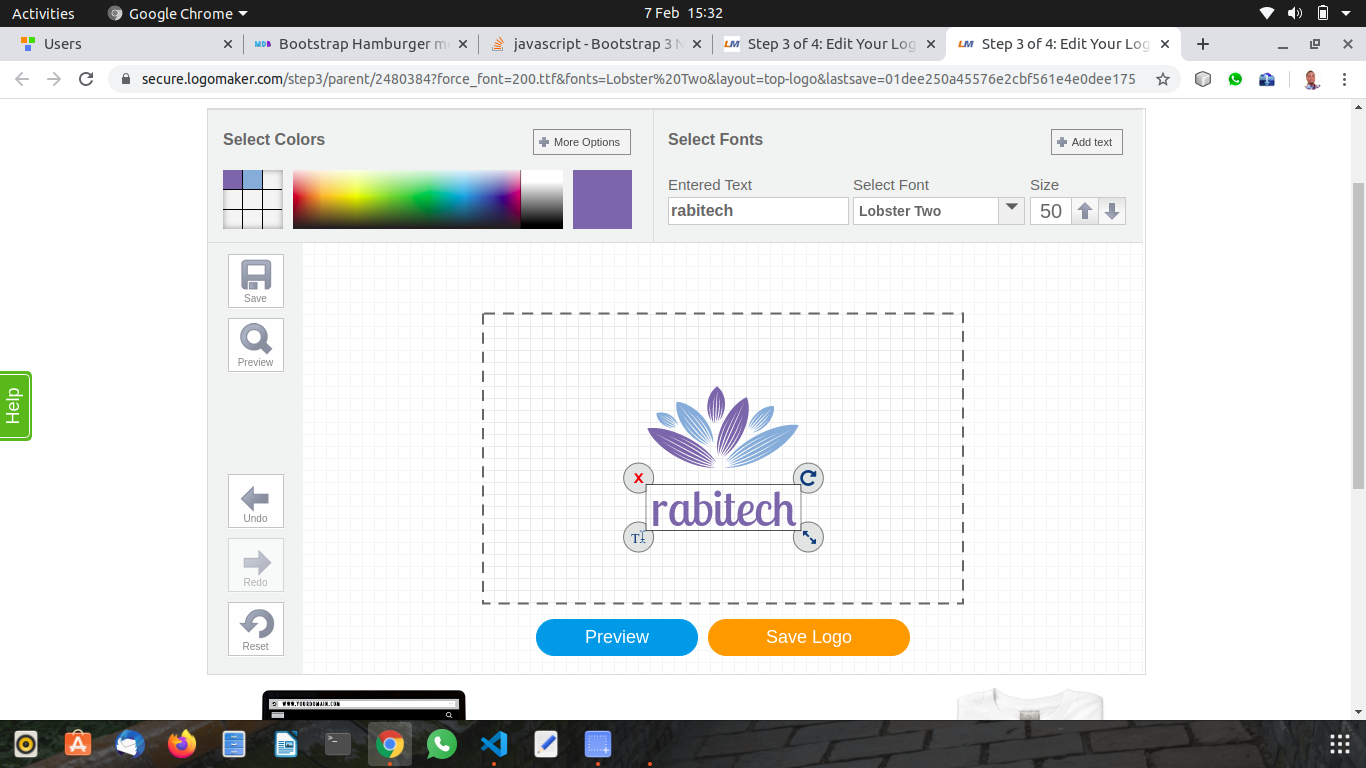 Activities Google Chrome 7 Feb 15:32
Users MDB Bootstrap Hamburger m javascript - Bootstrap 3 N LM Step 3 of 4: Edit Your Log LM Step 3 of 4: Edit Your Log
secure.logomaker.com/step3/parent/2480384?force_font=200.ttf&fonts=Lobster%20Two&layout=top-logo&lastsave=01dee250a45576e2cbf561e4e0dee175
Select Colors More Options Select Fonts Add text
Entered Text Select Font Size
rabitech Lobster Two 50
Save
Preview
Help
x
rabitech
T
Undo
Redo
Reset
Preview Save Logo
WWW.YOURDOMAIN.COM